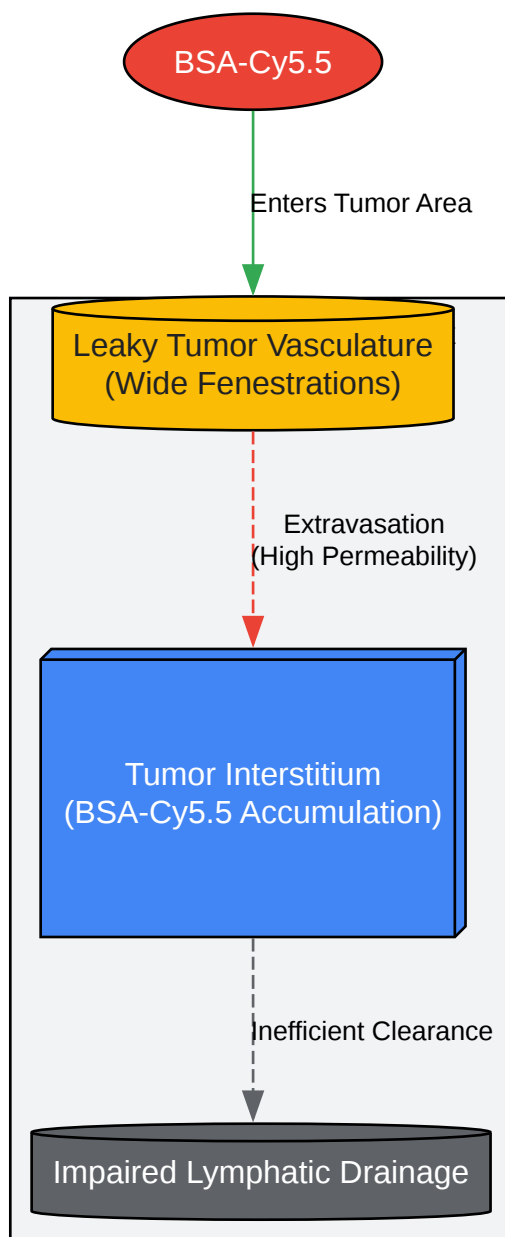 BSA-Cy5.5
Enters Tumor Area
Leaky Tumor Vasculature
(Wide Fenestrations)
Extravasation
(High Permeability)
Tumor Interstitium
(BSA-Cy5.5 Accumulation)
Inefficient Clearance
Impaired Lymphatic Drainage